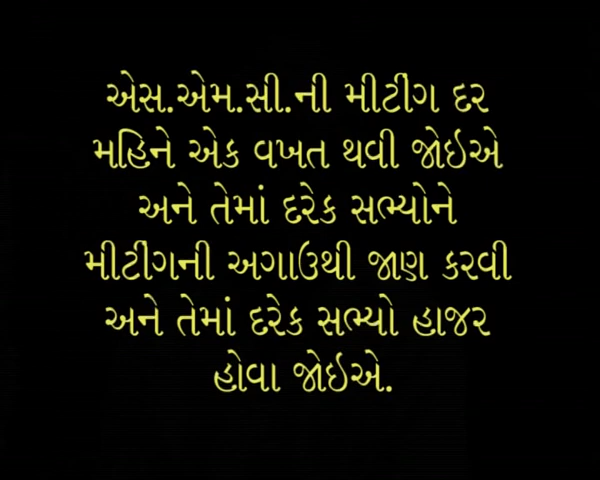 એસ.એમ.સી.ની મીટીંગ દર
મહિને એક વખત થવી જોઇએ
અને તેમાં દરેક સભ્યોને
મીટીંગની અગાઉથી જાણ કરવી
અને તેમાં દરેક સભ્યો હાજર
હોવા જોઇએ.